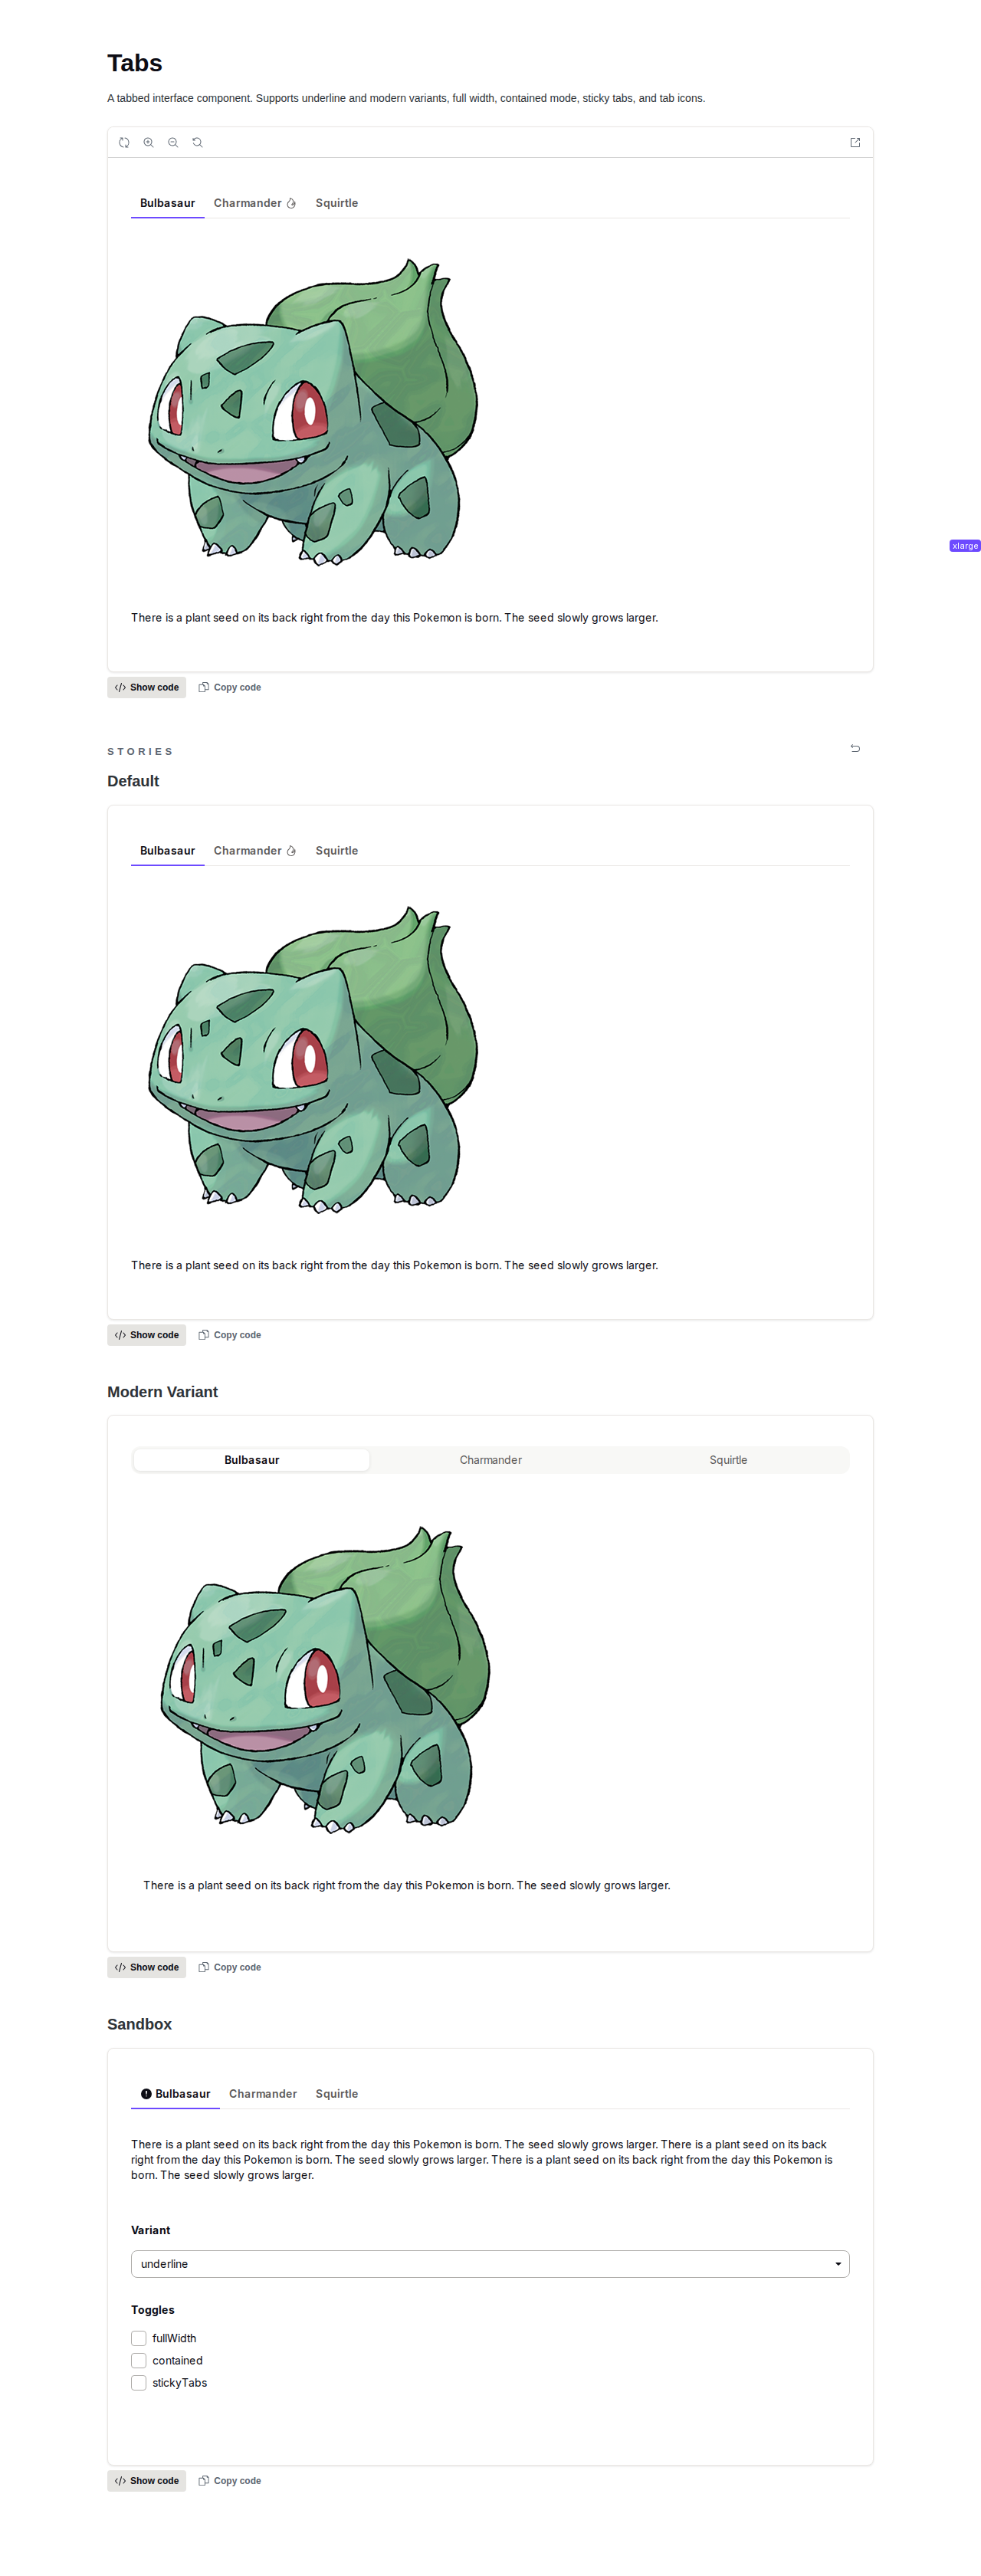 Tabs
A tabbed interface component. Supports underline and modern variants, full width, contained mode, sticky tabs, and tab icons.
Bulbasaur Charmander Squirtle
xlarge
There is a plant seed on its back right from the day this Pokemon is born. The seed slowly grows larger.
Show code Copy code
STORIES
Default
Bulbasaur Charmander Squirtle
There is a plant seed on its back right from the day this Pokemon is born. The seed slowly grows larger.
Show code Copy code
Modern Variant
Bulbasaur Charmander Squirtle
There is a plant seed on its back right from the day this Pokemon is born. The seed slowly grows larger.
Show code Copy code
Sandbox
Bulbasaur Charmander Squirtle
There is a plant seed on its back right from the day this Pokemon is born. The seed slowly grows larger. There is a plant seed on its back
right from the day this Pokemon is born. The seed slowly grows larger. There is a plant seed on its back right from the day this Pokemon is
born. The seed slowly grows larger.
Variant
underline
Toggles
fullWidth
contained
stickyTabs
Show code Copy code